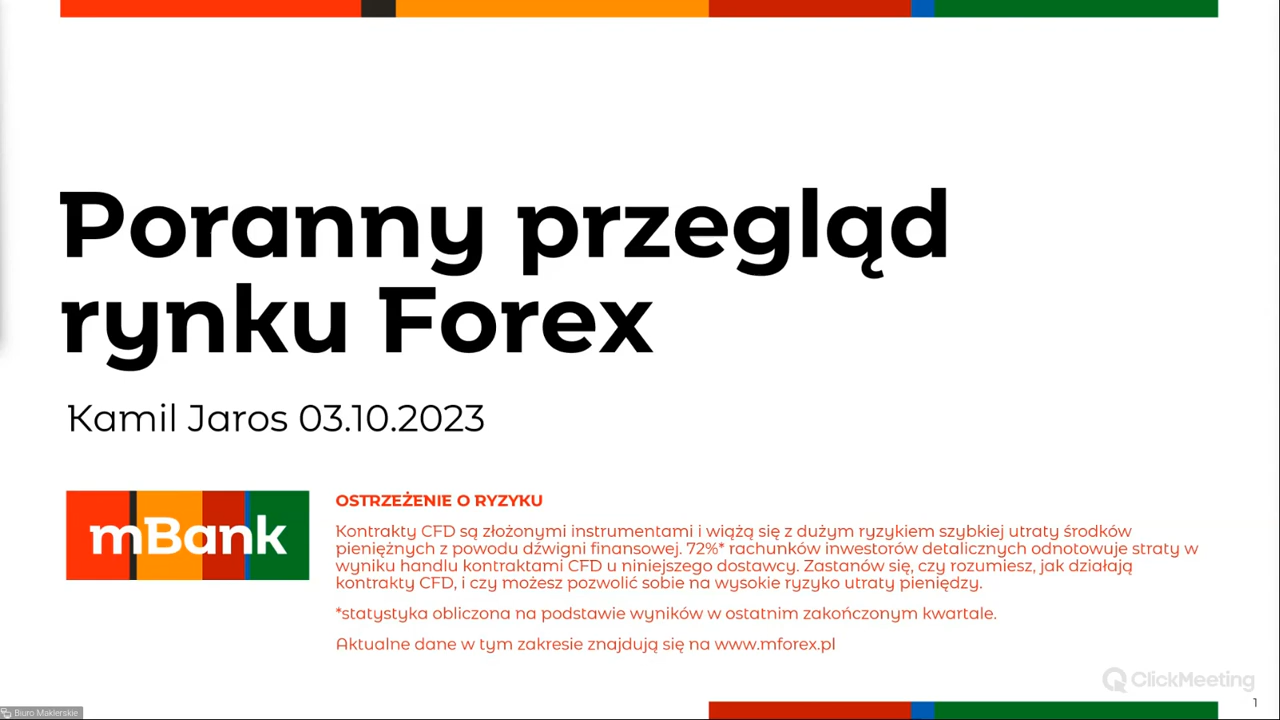 Poranny przegląd
rynku Forex
Kamil Jaros 03.10.2023
mBank
OSTRZEŻENIE O RYZYKU
Kontrakty CFD są złożonymi instrumentami i wiążą się z dużym ryzykiem szybkiej utraty środków
pieniężnych z powodu dźwigni finansowej. 72%* rachunków inwestorów detalicznych odnotowuje straty w
wyniku handlu kontraktami CFD u niniejszego dostawcy. Zastanów się, czy rozumiesz, jak działają
kontrakty CFD, i czy możesz pozwolić sobie na wysokie ryzyko utraty pieniędzy.
*statystyka obliczona na podstawie wyników w ostatnim zakończonym kwartale.
Aktualne dane w tym zakresie znajdują się na www.mforex.pl
ClickMeeting
1
Biuro Maklerskie